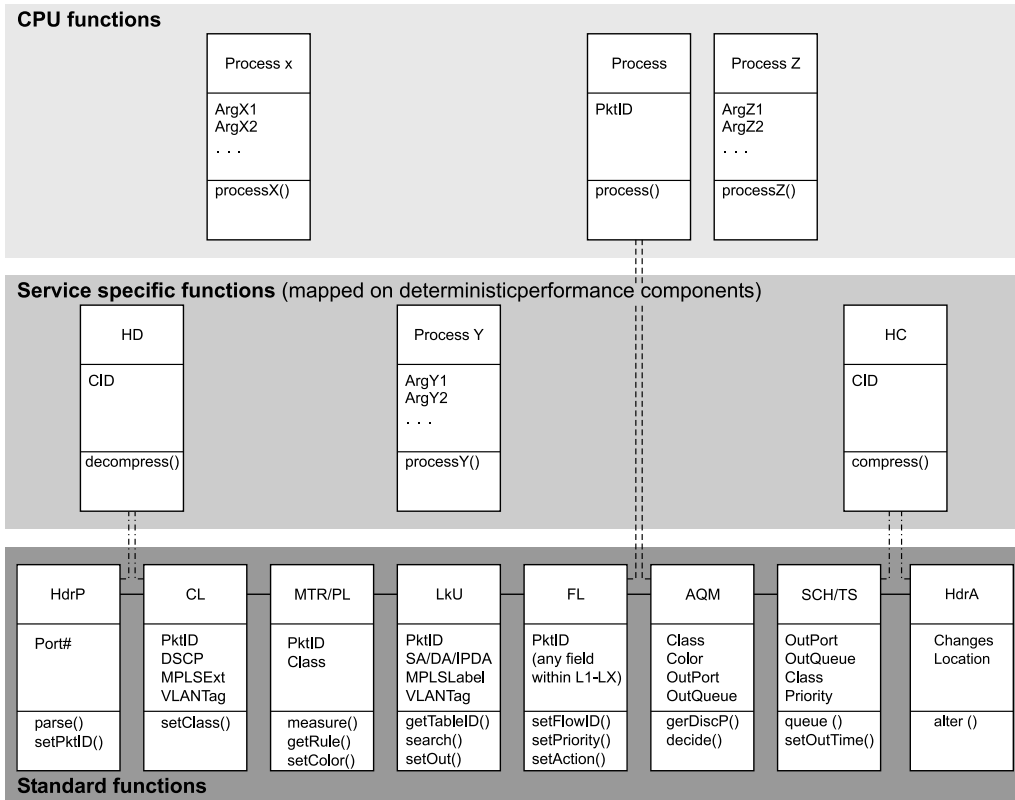 CPU functions
Process x
ArgX1
ArgX2
. . .
processX()
Process
PktID
process()
Process Z
ArgZ1
ArgZ2
. . .
processZ()
Service specific functions (mapped on deterministicperformance components)
HD
CID
decompress()
Process Y
ArgY1
ArgY2
. . .
processY()
HC
CID
compress()
HdrP
Port#
parse()
setPktID()
CL
PktID
DSCP
MPLSExt
VLANTag
setClass()
MTR/PL
PktID
Class
measure()
getRule()
setColor()
LkU
PktID
SA/DA/IPDA
MPLSLabel
VLANTag
getTableID()
search()
setOut()
FL
PktID
(any field
within L1-LX)
setFlowID()
setPriority()
setAction()
AQM
Class
Color
OutPort
OutQueue
gerDiscP()
decide()
SCH/TS
OutPort
OutQueue
Class
Priority
queue ()
setOutTime()
HdrA
Changes
Location
alter ()
Standard functions